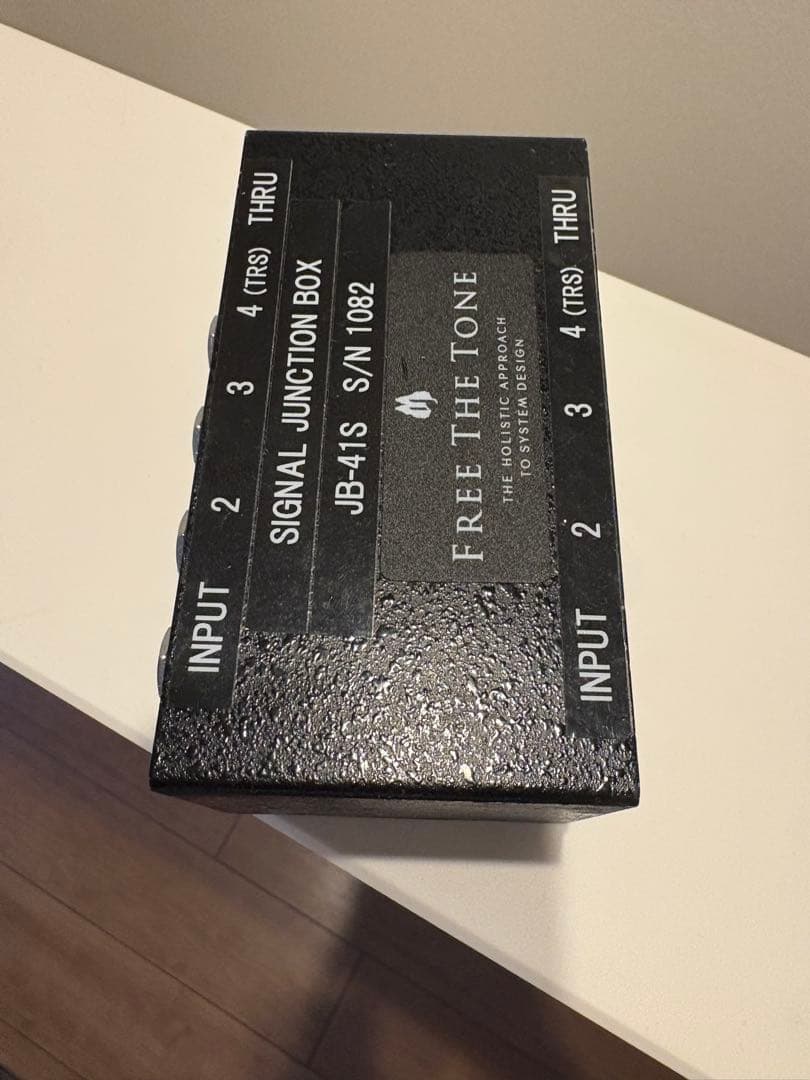 INPUT 2 3 4 (TRS) THRU
SIGNAL JUNCTION BOX
JB-41S S/N 1082
FREE THE TONE
THE HOLISTIC APPROACH
TO SYSTEM DESIGN
INPUT 2 3 4 (TRS) THRU